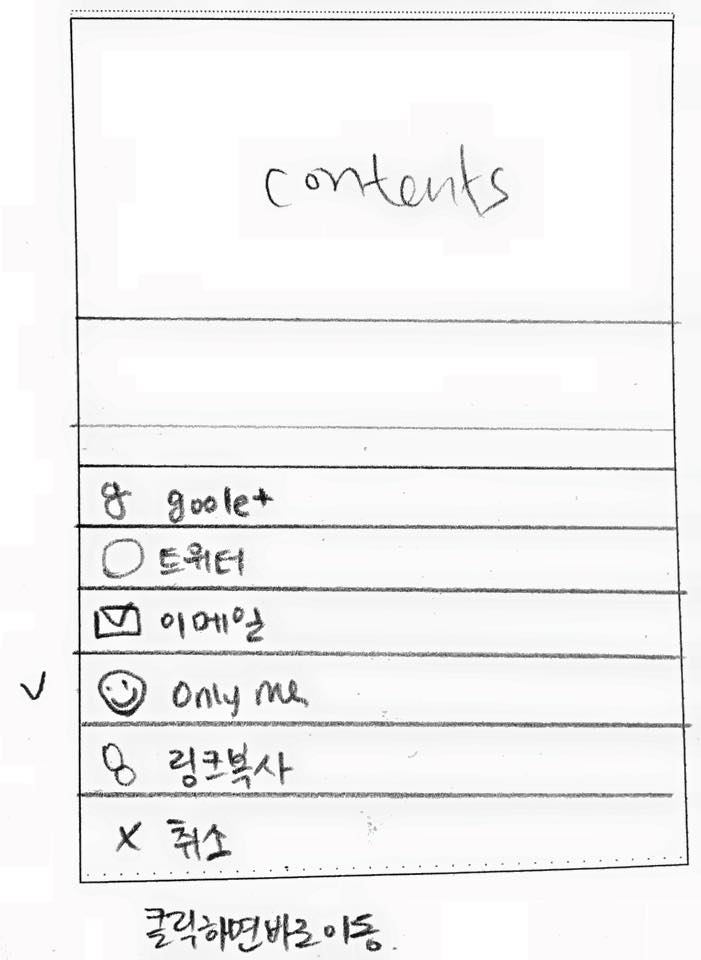 contents
g goole+
트위터
이메일
only me
링크복사
x 취소
클릭하면바로이동.